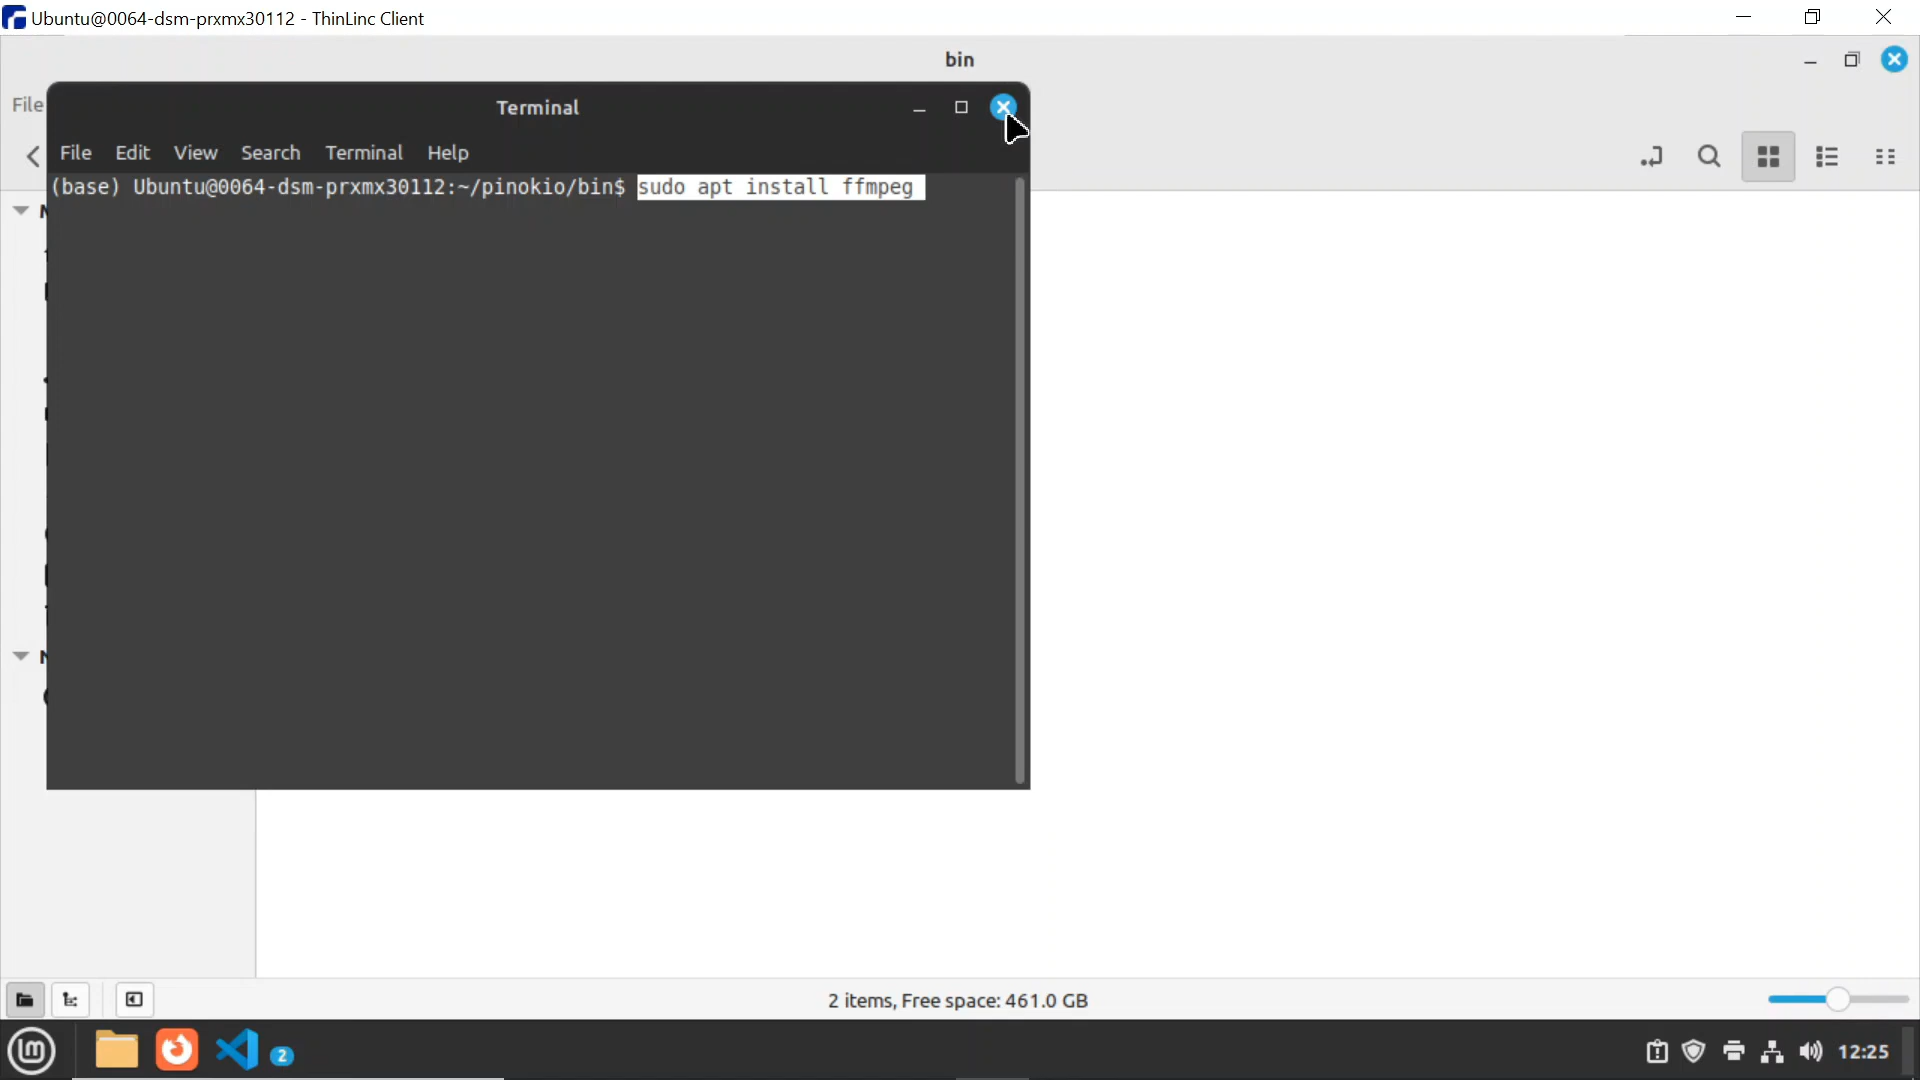 Ubuntu@0064-dsm-prxmx30112 - ThinLinc Client
bin
File
Terminal
File Edit View Search Terminal Help
(base) Ubuntu@0064-dsm-prxmx30112:~/pinokio/bin$ sudo apt install ffmpeg
2 items, Free space: 461.0 GB
2
12:25